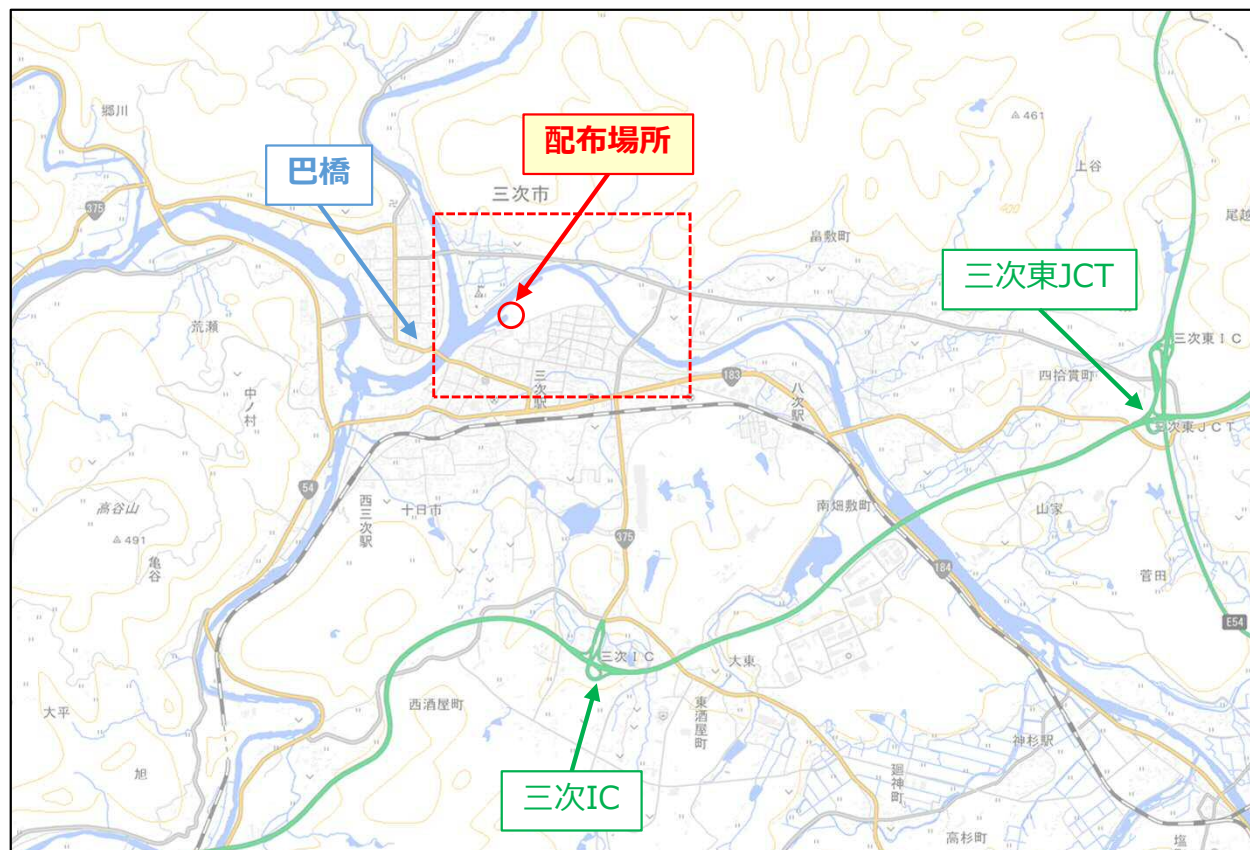 郷川
461
巴橋
配布場所
上谷
三次市
400
375
尾越
畠敷町
三次東JCT
荒瀬
三次東IC
四拾貫町
三次駅
183
八次駅
中ノ村
三次東JCT
54
西三次駅
高谷山
十日市
南畑敷町
山家
491
375
亀谷
184
菅田
E54
三次IC
大東
西酒屋町
東酒屋町
大平
神杉駅
旭
三次IC
廻神町
高杉町
塩